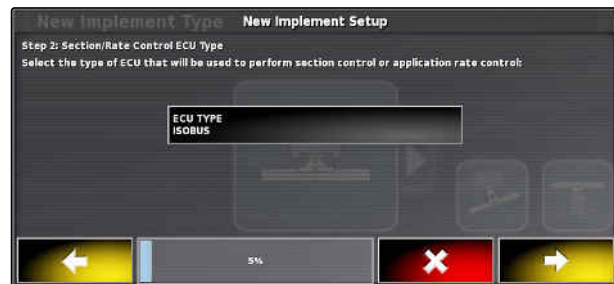 New Implement Type New Implement Setup
Step 2: Section/Rate Control ECU Type
Select the type of ECU that will be used to perform section control or application rate control:
ECU TYPE
ISOBUS
5%